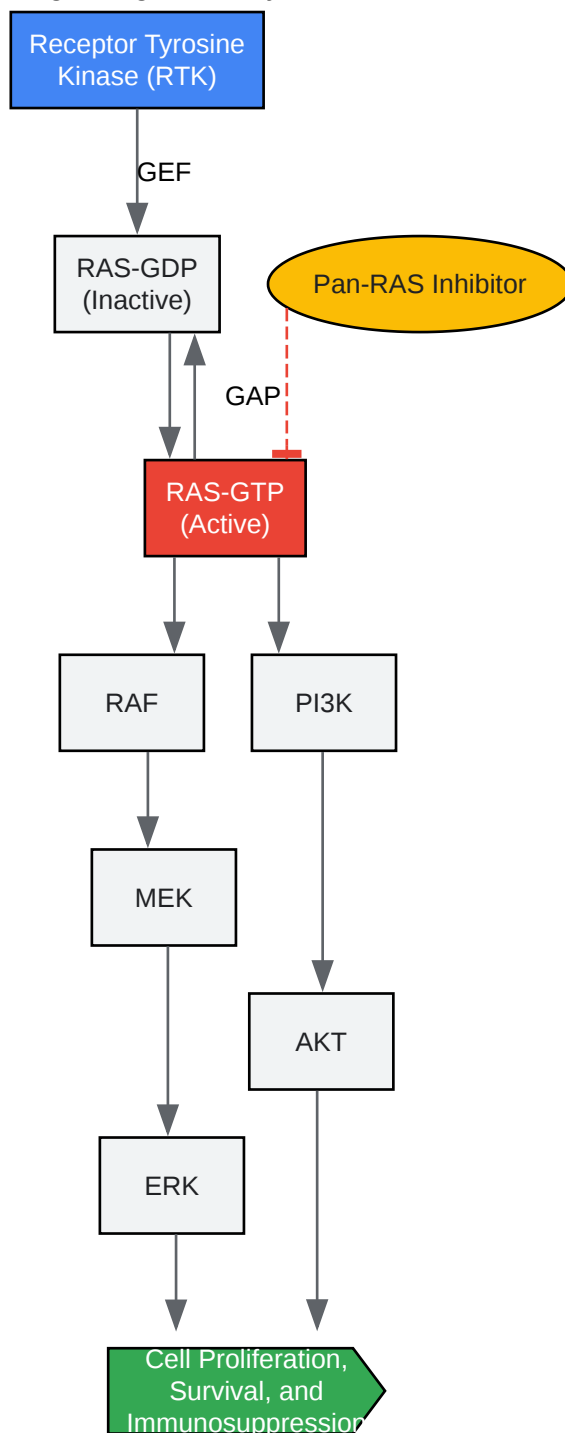 Receptor Tyrosine
Kinase (RTK)
GEF
RAS-GDP
(Inactive)
Pan-RAS Inhibitor
GAP
RAS-GTP
(Active)
RAF
PI3K
MEK
AKT
ERK
Cell Proliferation,
Survival, and
Immunosuppression